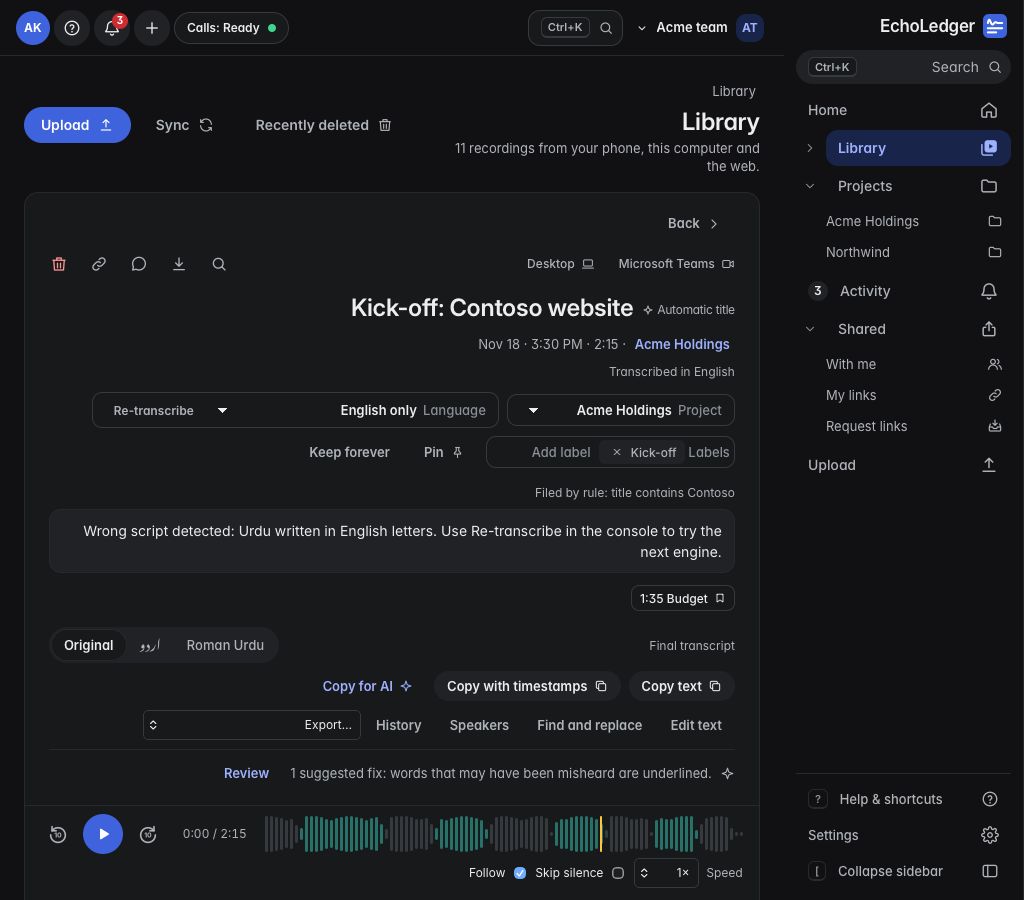 EchoLedger
Search Ctrl+K
Home
Library
Projects
Acme Holdings
Northwind
Activity 3
Shared
With me
My links
Request links
Upload
Help & shortcuts ?
Settings
Collapse sidebar [
AT Acme team
Ctrl+K
Calls: Ready
3
AK
Library
Library
11 recordings from your phone, this computer and
the web.
Recently deleted
Sync
Upload
Back
Microsoft Teams Desktop
Kick-off: Contoso website Automatic title
Nov 18 · 3:30 PM · 2:15 · Acme Holdings
Transcribed in English
Project Acme Holdings
Language English only Re-transcribe
Labels Kick-off × Add label
Pin
Keep forever
Filed by rule: title contains Contoso
Wrong script detected: Urdu written in English letters. Use Re-transcribe in the console to try the
next engine.
1:35 Budget
Final transcript
Original اردو Roman Urdu
Copy text
Copy with timestamps
Copy for AI
Edit text
Find and replace
Speakers
History
Export...
1 suggested fix: words that may have been misheard are underlined. Review
10
10
0:00 / 2:15
Speed 1×
Skip silence
Follow